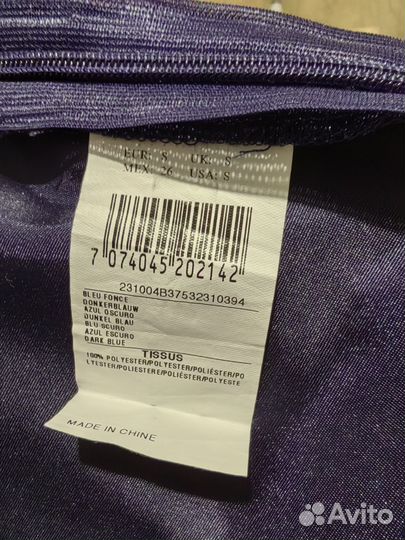 EUR: S UK: S
MEX: 26 USA: S
7 074045 202142
231004B37532310394
BLEU FONCE
DONKERBLAUW
AZUL OSCURO
DUNKEL BLAU
BLU SCURO
AZUL ESCURO
DARK BLUE
TISSUS
100% POLYESTER/POLYESTER/POLIÉSTER/PO
LYESTER/POLIESTERE/POLIÉSTER/POLYESTE
MADE IN CHINE
Avito